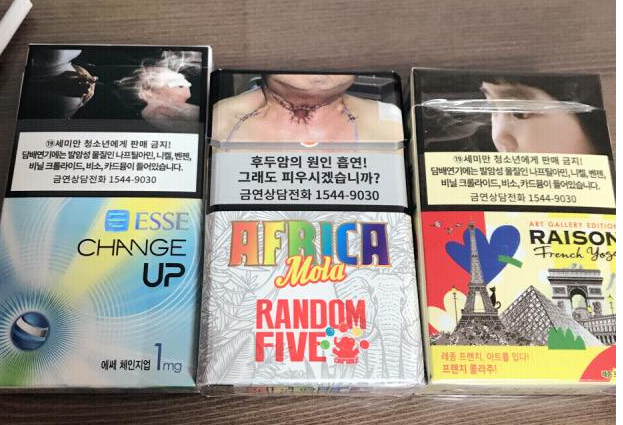 19세미만 청소년에게 판매 금지!
담배연기에는 발암성 물질인 나프틸아민, 니켈, 벤젠,
비닐 크롤라이드, 비소, 카드뮴이 들어있습니다.
금연상담전화 1544-9030
ESSE
CHANGE
UP
에쎄 체인지업 1mg
후두암의 원인 흡연!
그래도 피우시겠습니까?
금연상담전화 1544-9030
AFRICA
Mola
RANDOM
FIVE
19세미만 청소년에게 판매 금지!
담배연기에는 발암성 물질인 나프틸아민, 니켈, 벤젠,
비닐 크롤라이드, 비소, 카드뮴이 들어있습니다.
금연상담전화 1544-9030
ART GALLERY EDITION
RAISON
French
레종 프렌치, 아트를 입다!
프렌치 콜라주!